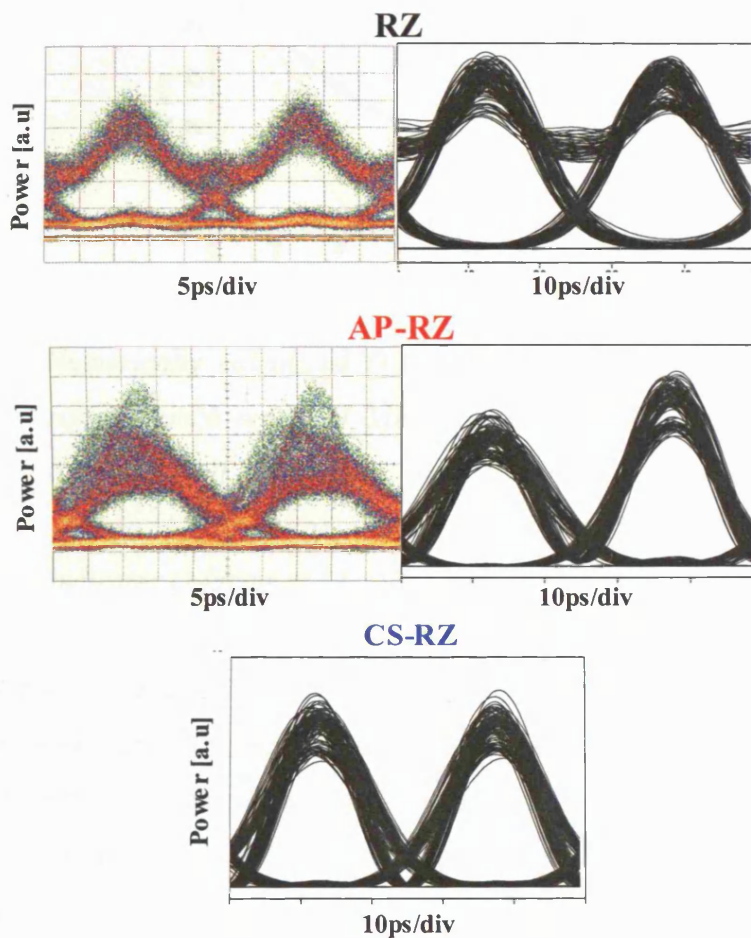 RZ
Power [a.u]
5ps/div
10ps/div
AP-RZ
Power [a.u]
5ps/div
10ps/div
CS-RZ
Power [a.u]
10ps/div